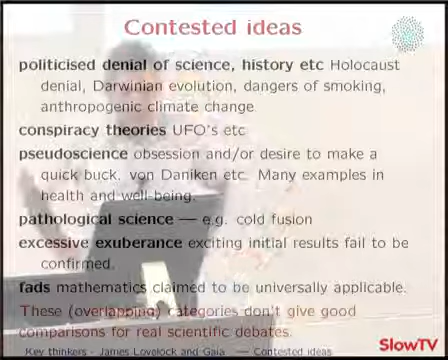 Contested ideas
politicised denial of science, history etc Holocaust
denial, Darwinian evolution, dangers of smoking,
anthropogenic climate change
conspiracy theories UFO's etc
pseudoscience obsession and/or desire to make a
quick buck. von Daniken etc. Many examples in
health and well-being.
pathological science — e.g. cold fusion
excessive exuberance exciting initial results fail to be
confirmed.
fads mathematics claimed to be universally applicable.
These (overlapping) categories don't give good
comparisons for real scientific debates.
Key thinkers - James Lovelock and Gaia — Contested ideas
SlowTV